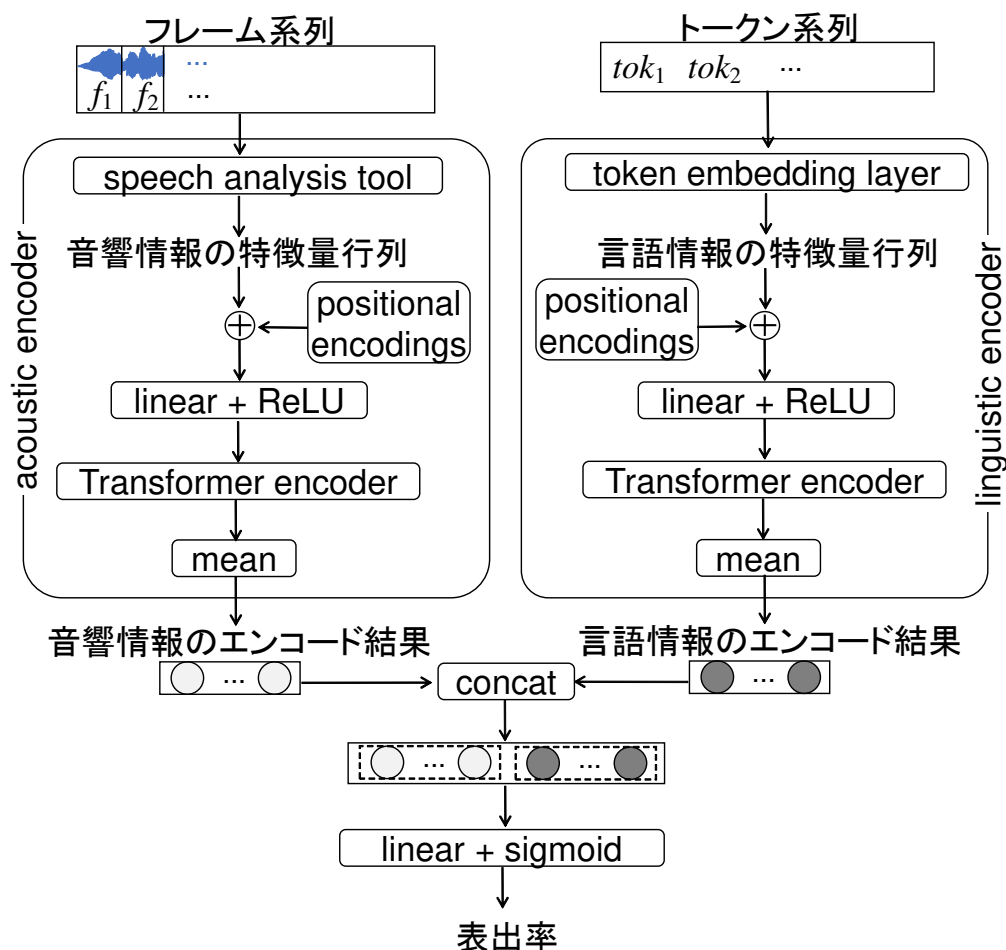 フレーム系列
...
f1 f2 ...
speech analysis tool
音響情報の特徴量行列
positional
encodings
linear + ReLU
Transformer encoder
mean
acoustic encoder
音響情報のエンコード結果
...
トークン系列
tok1 tok2 ...
token embedding layer
言語情報の特徴量行列
positional
encodings
linear + ReLU
Transformer encoder
mean
linguistic encoder
言語情報のエンコード結果
...
concat
... ...
linear + sigmoid
表出率